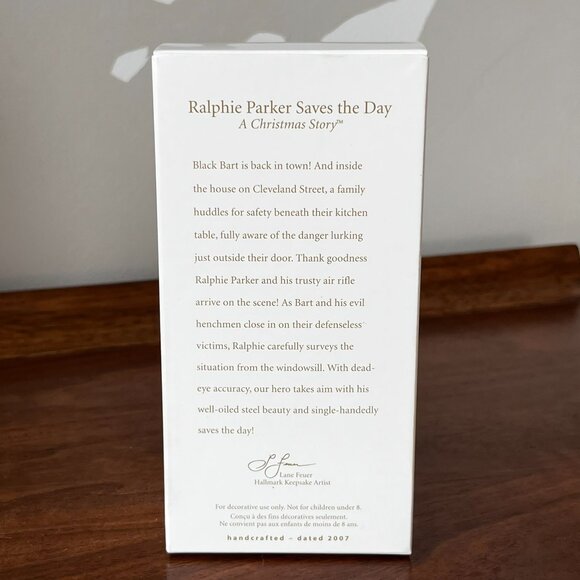 Ralphie Parker Saves the Day
A Christmas Story™
Black Bart is back in town! And inside
the house on Cleveland Street, a family
huddles for safety beneath their kitchen
table, fully aware of the danger lurking
just outside their door. Thank goodness
Ralphie Parker and his trusty air rifle
arrive on the scene! As Bart and his evil
henchmen close in on their defenseless
victims, Ralphie carefully surveys the
situation from the windowsill. With dead-
eye accuracy, our hero takes aim with his
well-oiled steel beauty and single-handedly
saves the day!
L Feuer
Lane Feuer
Hallmark Keepsake Artist
For decorative use only. Not for children under 8.
Conçu à des fins décoratives seulement.
Ne convient pas aux enfants de moins de 8 ans.
handcrafted – dated 2007